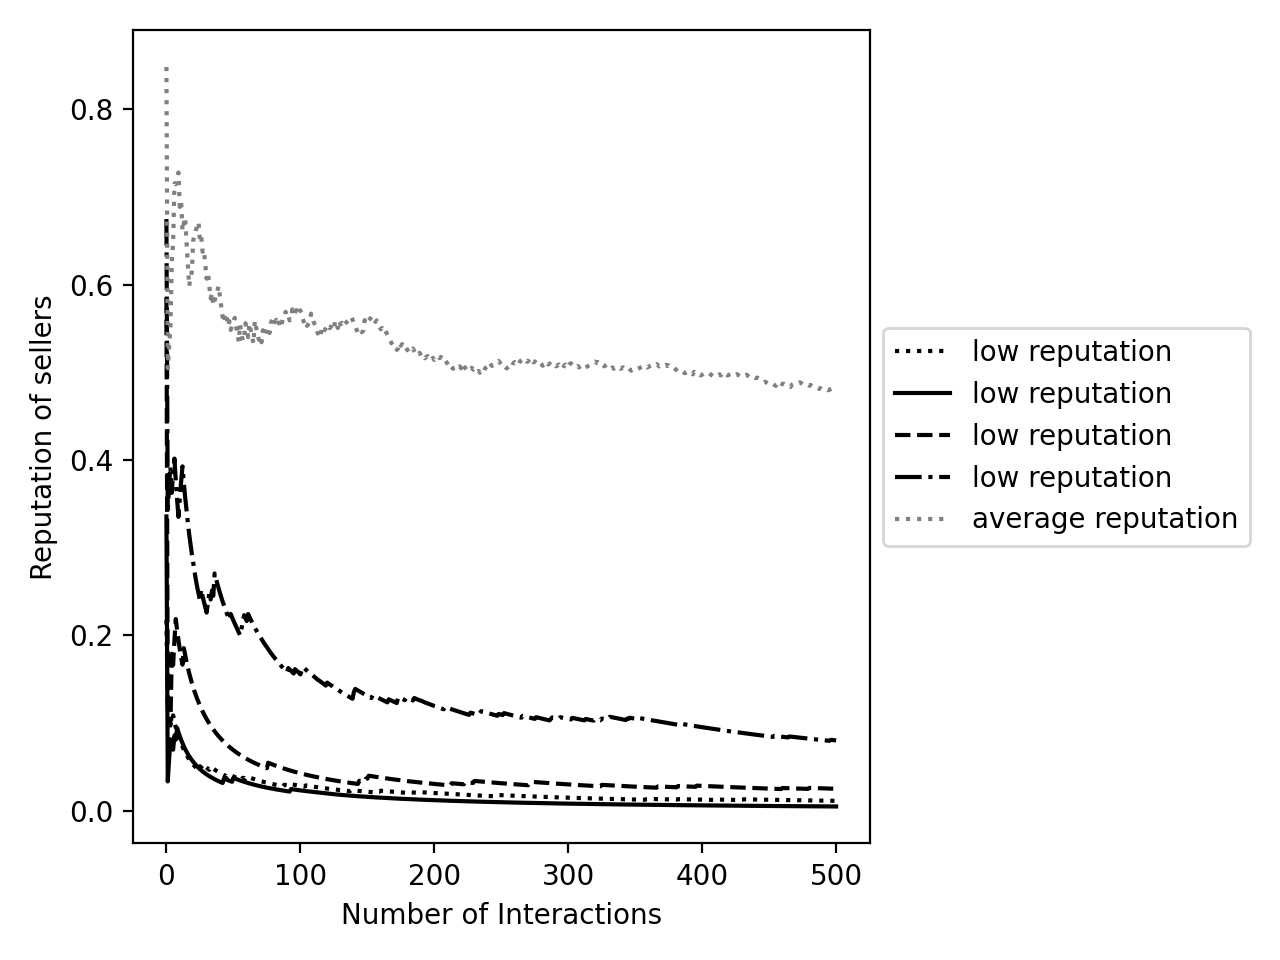 0.8
0.6
0.4
0.2
0.0
Reputation of sellers
0
100
200
300
400
500
Number of Interactions
low reputation
low reputation
low reputation
low reputation
average reputation